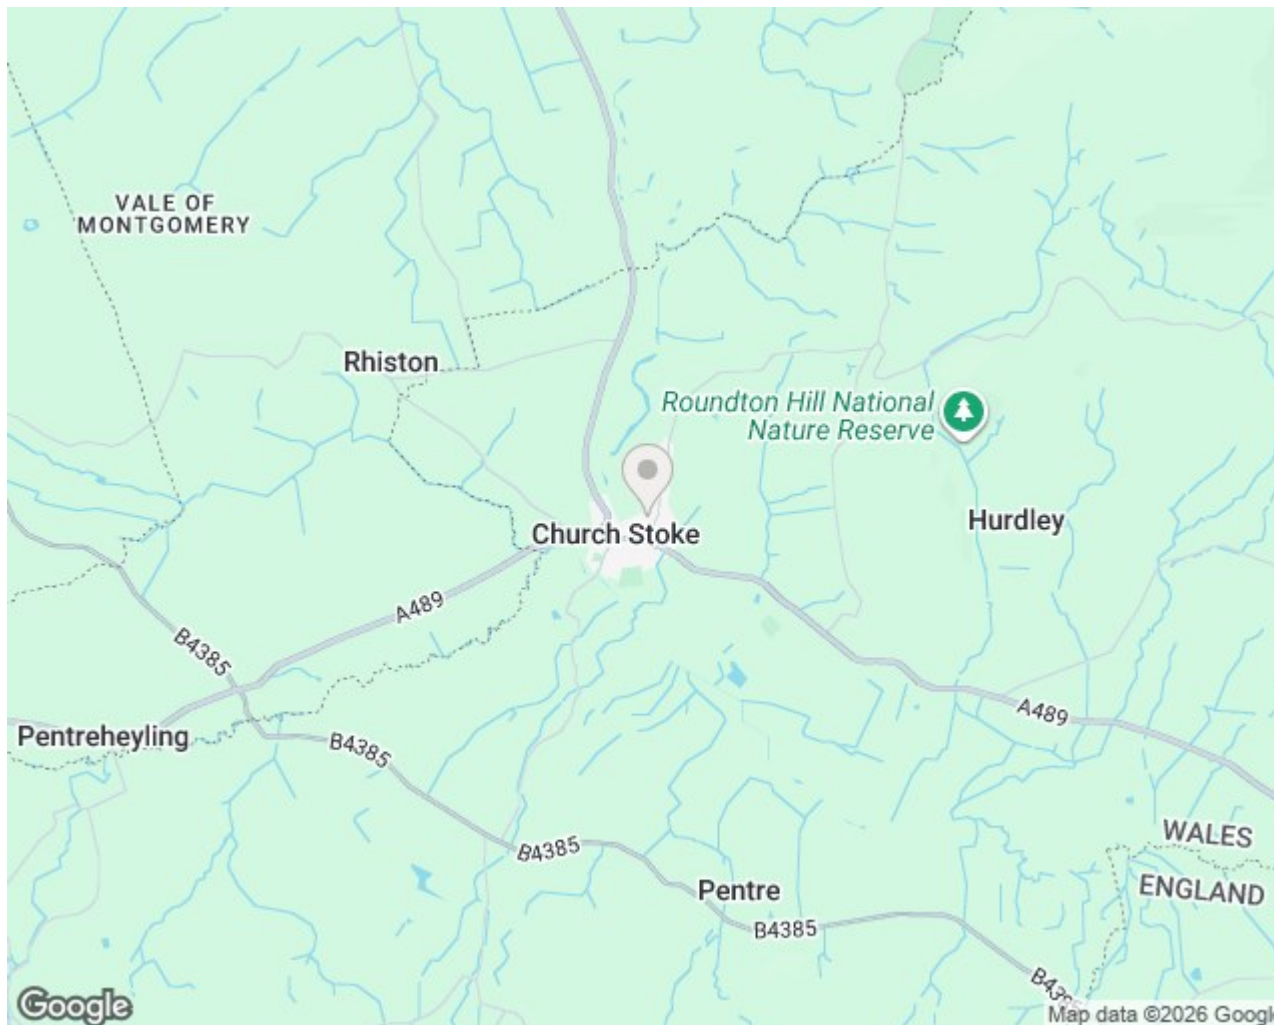 VALE OF
MONTGOMERY
Rhiston
Roundton Hill National
Nature Reserve
Hurdley
Church Stoke
A489
B4385
A489
Pentreheyling
B4385
WALES
B4385
ENGLAND
Pentre
B4385
Google
Map data ©2026 Google